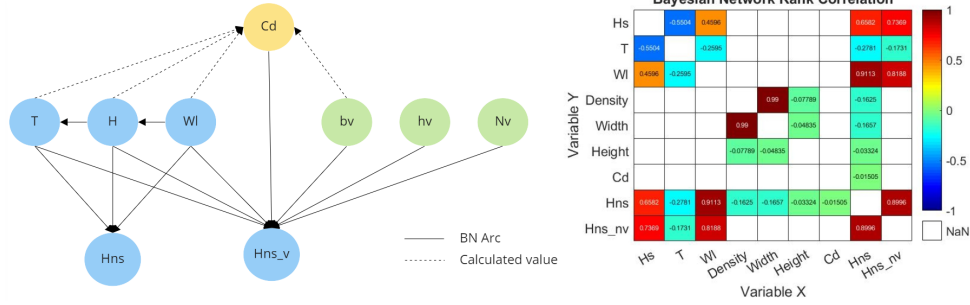 Cd
T
H
Wl
bv
hv
Nv
Hns
Hns_v
BN Arc
Calculated value
Bayesian Network Rank Correlation
Variable Y
Hs -0.5504 0.4596 0.6582 0.7369
T -0.5504 -0.2595 -0.2781 -0.1731
Wl 0.4596 -0.2595 0.9113 0.8188
Density 0.99 -0.07789 -0.1625
Width 0.99 -0.04835 -0.1657
Height -0.07789 -0.04835 -0.03324
Cd -0.01505
Hns 0.6582 -0.2781 0.9113 -0.1625 -0.1657 -0.03324 -0.01505 0.8996
Hns_nv 0.7369 -0.1731 0.8188 0.8996
Hs T Wl Density Width Height Cd Hns Hns_nv
Variable X
1
0.5
0
-0.5
-1
NaN